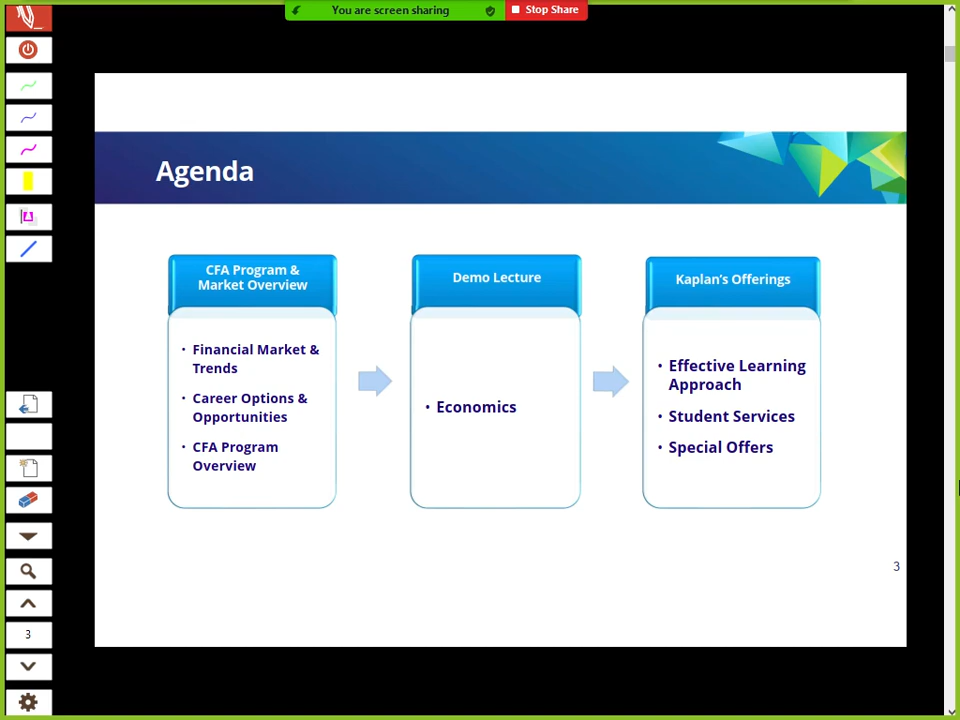 You are screen sharing
Stop Share
Agenda
CFA Program &
Market Overview
• Financial Market &
Trends
• Career Options &
Opportunities
• CFA Program
Overview
Demo Lecture
• Economics
Kaplan's Offerings
• Effective Learning
Approach
• Student Services
• Special Offers
3
3